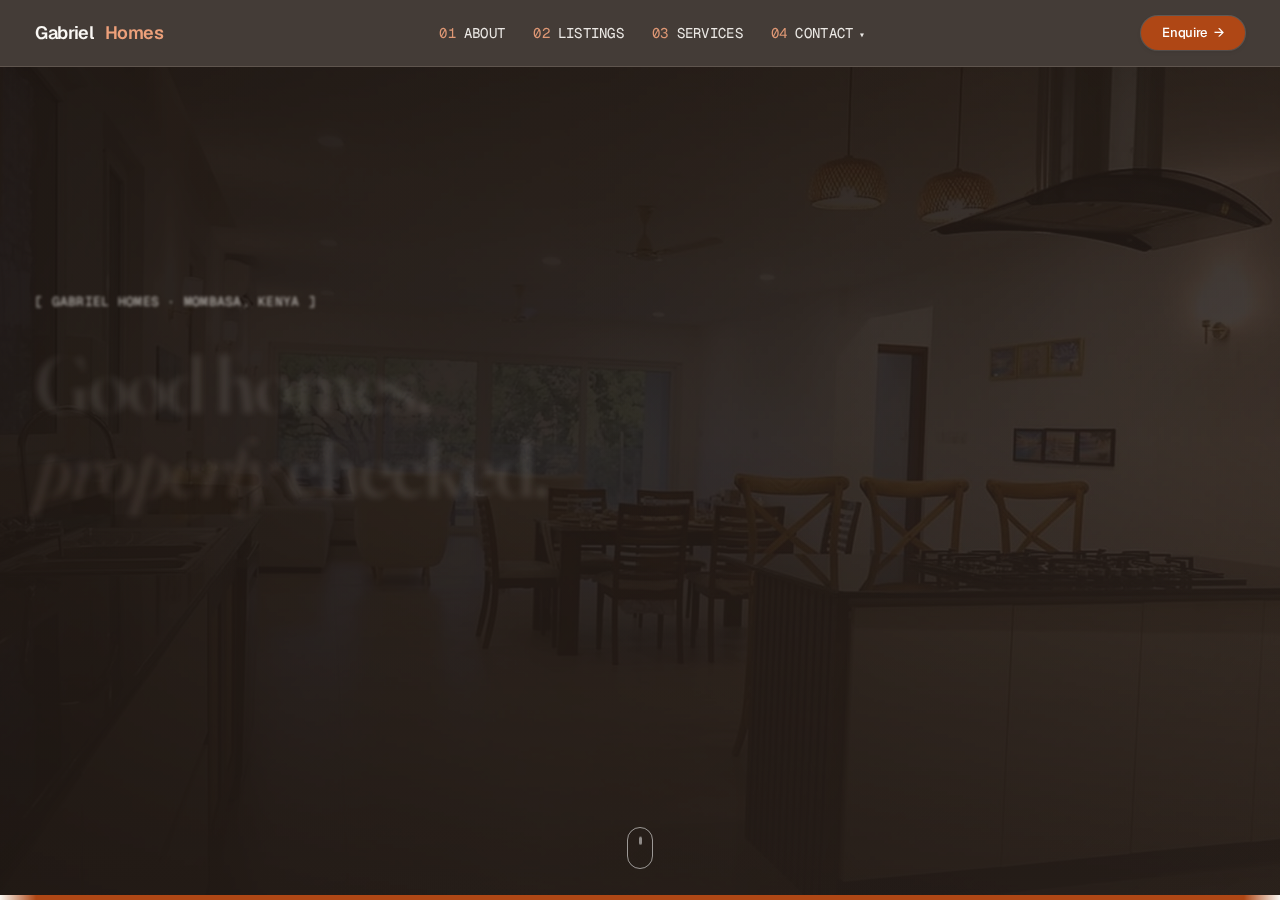 Gabriel Homes
01 ABOUT
02 LISTINGS
03 SERVICES
04 CONTACT ▾
Enquire →
[ GABRIEL HOMES · MOMBASA, KENYA ]
Good homes,
properly checked.